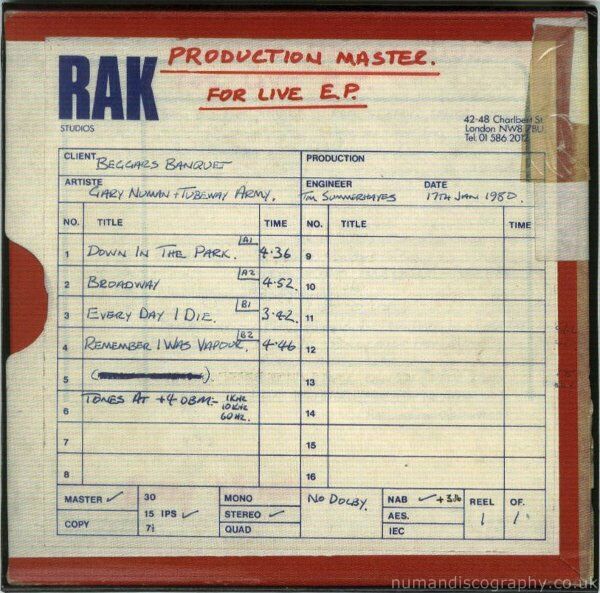 PRODUCTION MASTER.
FOR LIVE E.P.
RAK
STUDIOS
42-48 Charlbert St
London NW8 7BU
Tel. 01 586 2012
CLIENT BEGGARS BANQUET
PRODUCTION
ARTISTE GARY NUMAN + TUBEWAY ARMY.
ENGINEER TIM SUMMERHAYES
DATE 17TH JAN 1980.
NO. TITLE TIME NO. TITLE TIME
1 DOWN IN THE PARK. A1 4.36 9
2 BROADWAY A2 4.52. 10
3 EVERY DAY I DIE. B1 3.42. 11
4 REMEMBER I WAS VAPOUR. B2 4.46 12
5 ( ). 13
6 TONES AT +4 DBM:- 1KHZ 10KHZ 60HZ. 14
7 15
8 16
MASTER ✓ 30 MONO NO DOLBY. NAB ✓ REEL OF.
15 IPS ✓ STEREO ✓ AES. 1 1.
COPY 7½ QUAD IEC
numandiscography.co.uk